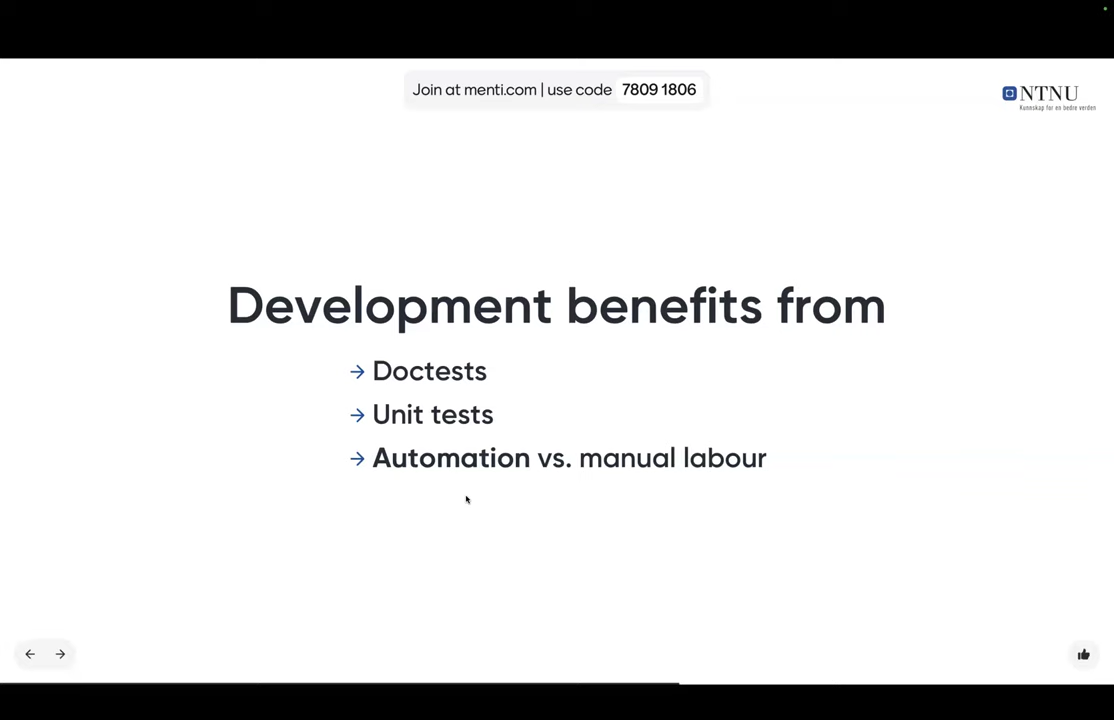 Join at menti.com | use code 7809 1806
NTNU
Kunnskap for en bedre verden
Development benefits from
→ Doctests
→ Unit tests
→ Automation vs. manual labour